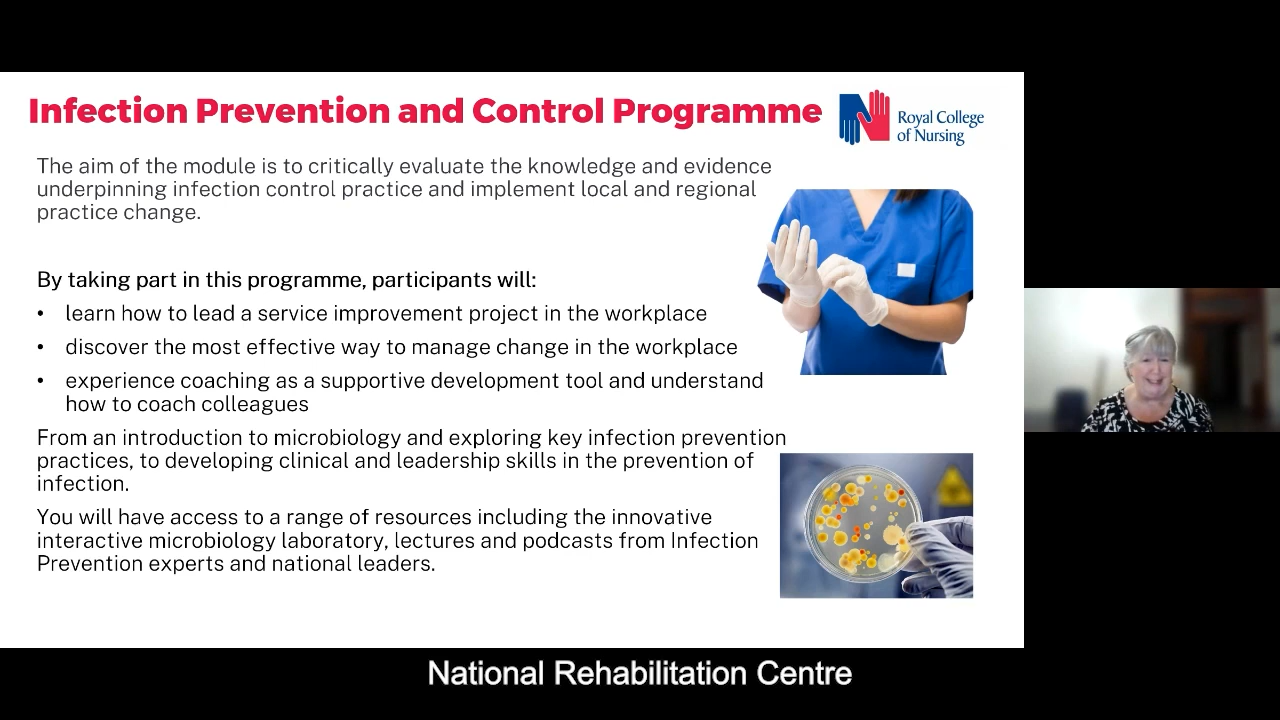 Infection Prevention and Control Programme
Royal College
of Nursing
The aim of the module is to critically evaluate the knowledge and evidence
underpinning infection control practice and implement local and regional
practice change.
By taking part in this programme, participants will:
• learn how to lead a service improvement project in the workplace
• discover the most effective way to manage change in the workplace
• experience coaching as a supportive development tool and understand
how to coach colleagues
From an introduction to microbiology and exploring key infection prevention
practices, to developing clinical and leadership skills in the prevention of
infection.
You will have access to a range of resources including the innovative
interactive microbiology laboratory, lectures and podcasts from Infection
Prevention experts and national leaders.
National Rehabilitation Centre